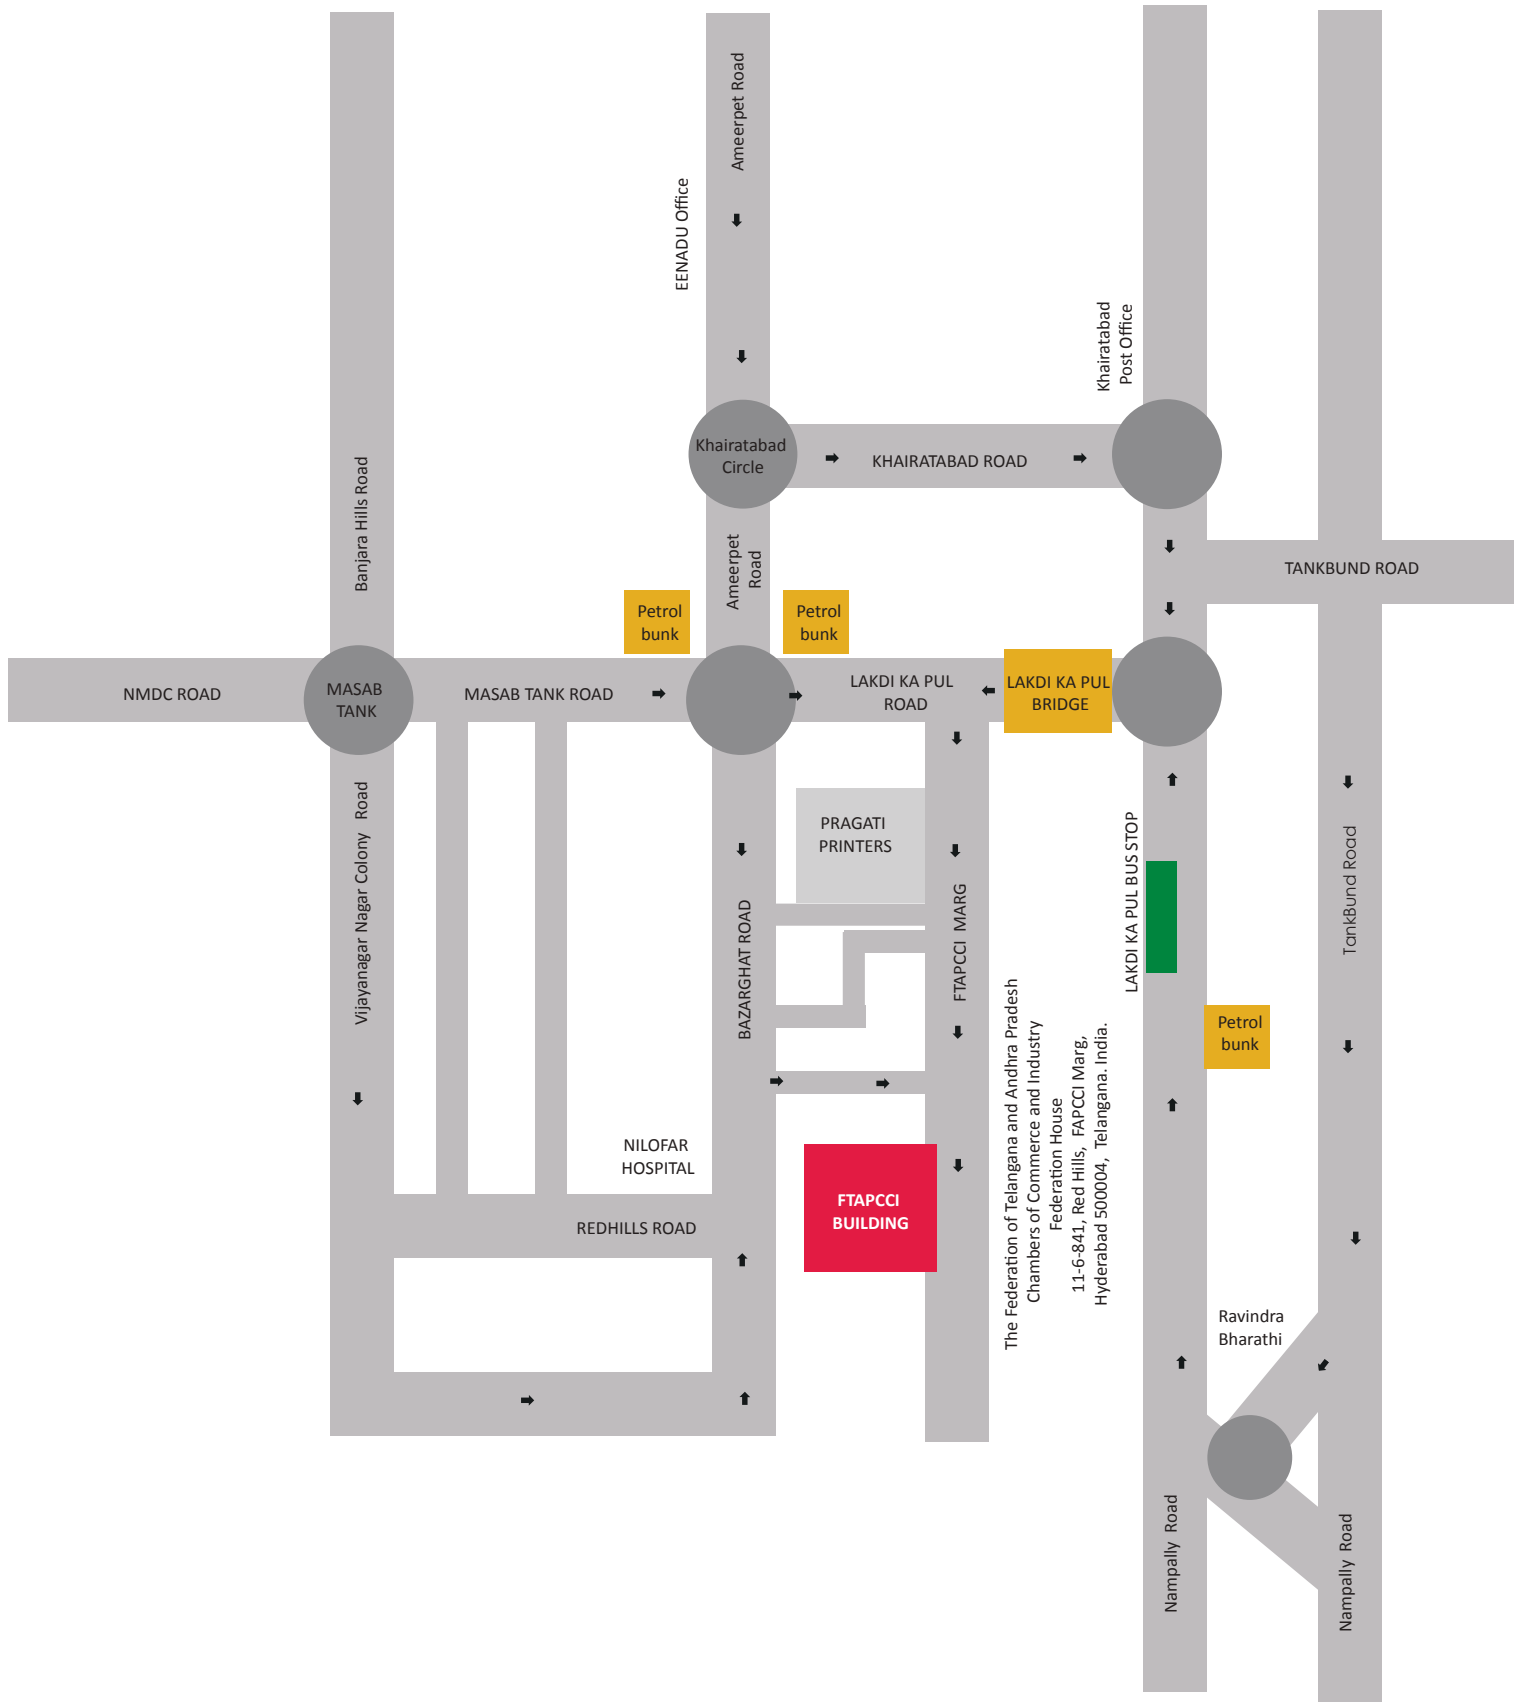 Ameerpet Road
EENADU Office
Khairatabad
Post Office
Khairatabad
Circle
KHAIRATABAD ROAD
Banjara Hills Road
Ameerpet
Road
TANKBUND ROAD
Petrol
bunk
Petrol
bunk
NMDC ROAD
MASAB
TANK
MASAB TANK ROAD
LAKDI KA PUL
ROAD
LAKDI KA PUL
BRIDGE
Vijayanagar Nagar Colony Road
PRAGATI
PRINTERS
BAZARGHAT ROAD
FTAPCCI MARG
LAKDI KA PUL BUS STOP
TankBund Road
Petrol
bunk
The Federation of Telangana and Andhra Pradesh
Chambers of Commerce and Industry
Federation House
11-6-841, Red Hills, FAPCCI Marg,
Hyderabad 500004, Telangana. India.
NILOFAR
HOSPITAL
FTAPCCI
BUILDING
REDHILLS ROAD
Ravindra
Bharathi
Nampally Road
Nampally Road